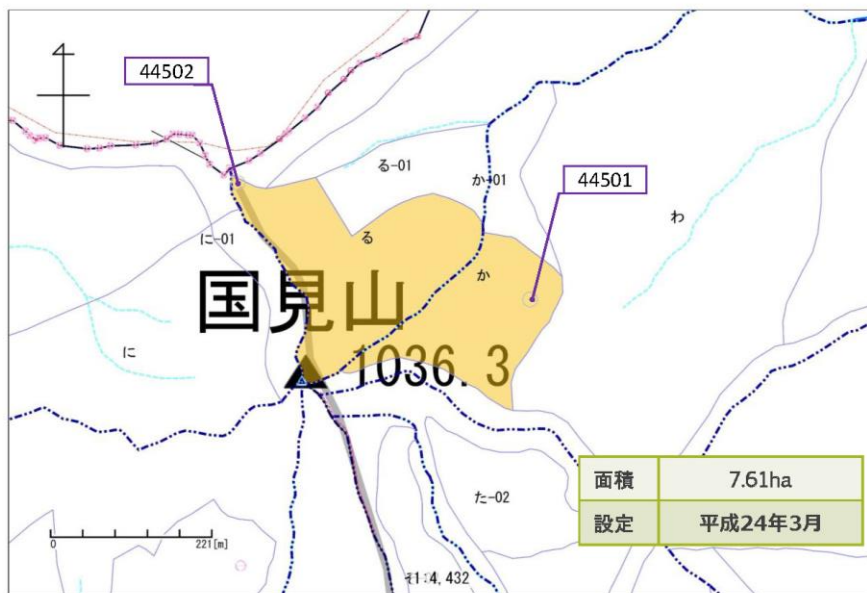 44502
る-01
か-01
44501
わ
に-01
る
か
国見山
1036.3
に
た-02
面積 7.61ha
設定 平成24年3月
0 221[m]
1:4,432